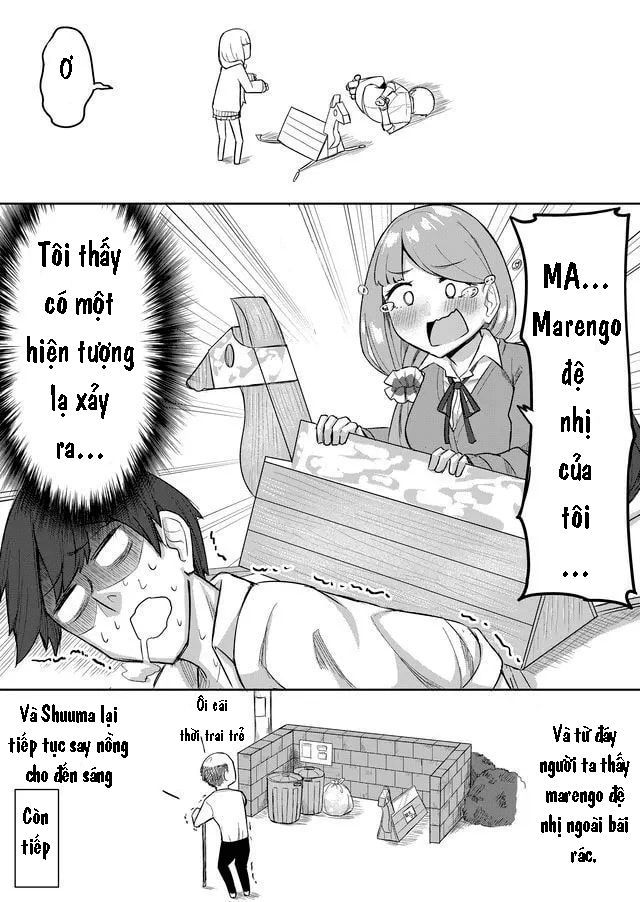 Ơ
MA...
Marengo
đệ
nhị
của
tôi
...
Tôi thấy
có một
hiện tượng
lạ xảy
ra...
Và từ đáy
người ta thấy
marengo đệ
nhị ngoài bãi
rác.
Ôi cái
thời trai trẻ
Và Shuuma lại
tiếp tục say nồng
cho đến sáng
Còn
tiếp